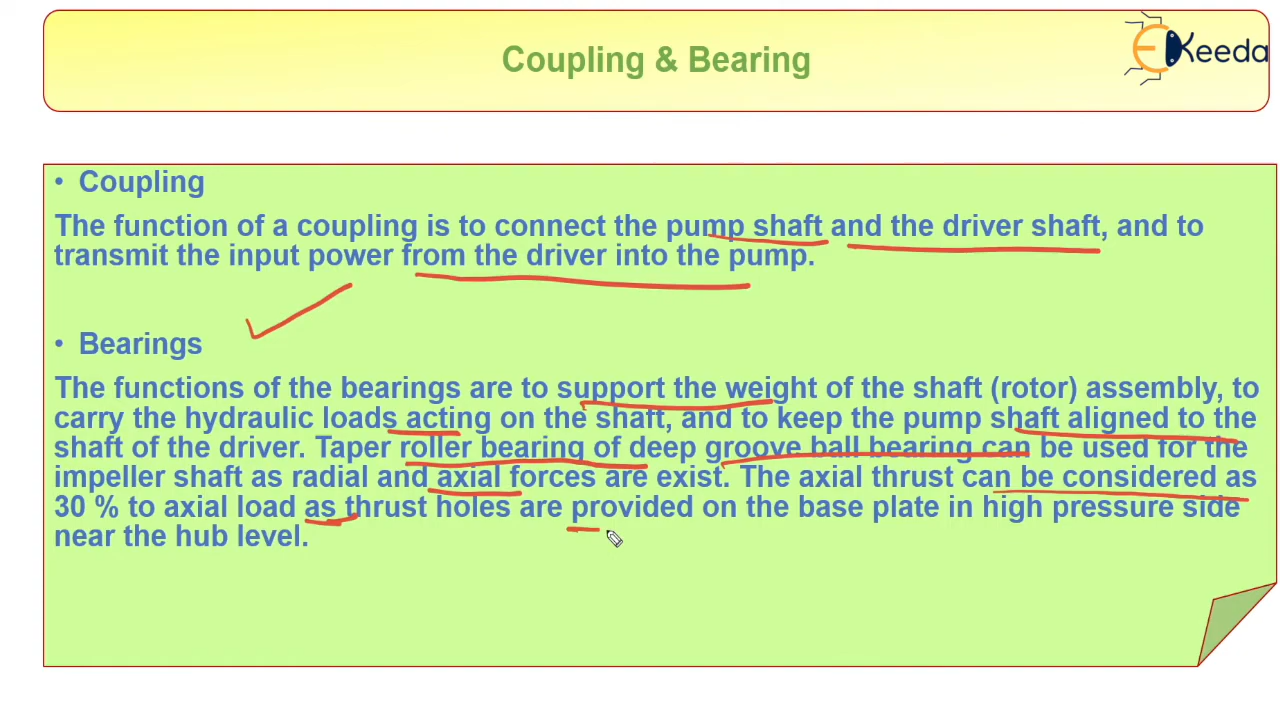 Coupling & Bearing
Keeda
• Coupling
The function of a coupling is to connect the pump shaft and the driver shaft, and to
transmit the input power from the driver into the pump.
• Bearings
The functions of the bearings are to support the weight of the shaft (rotor) assembly, to
carry the hydraulic loads acting on the shaft, and to keep the pump shaft aligned to the
shaft of the driver. Taper roller bearing of deep groove ball bearing can be used for the
impeller shaft as radial and axial forces are exist. The axial thrust can be considered as
30 % to axial load as thrust holes are provided on the base plate in high pressure side
near the hub level.